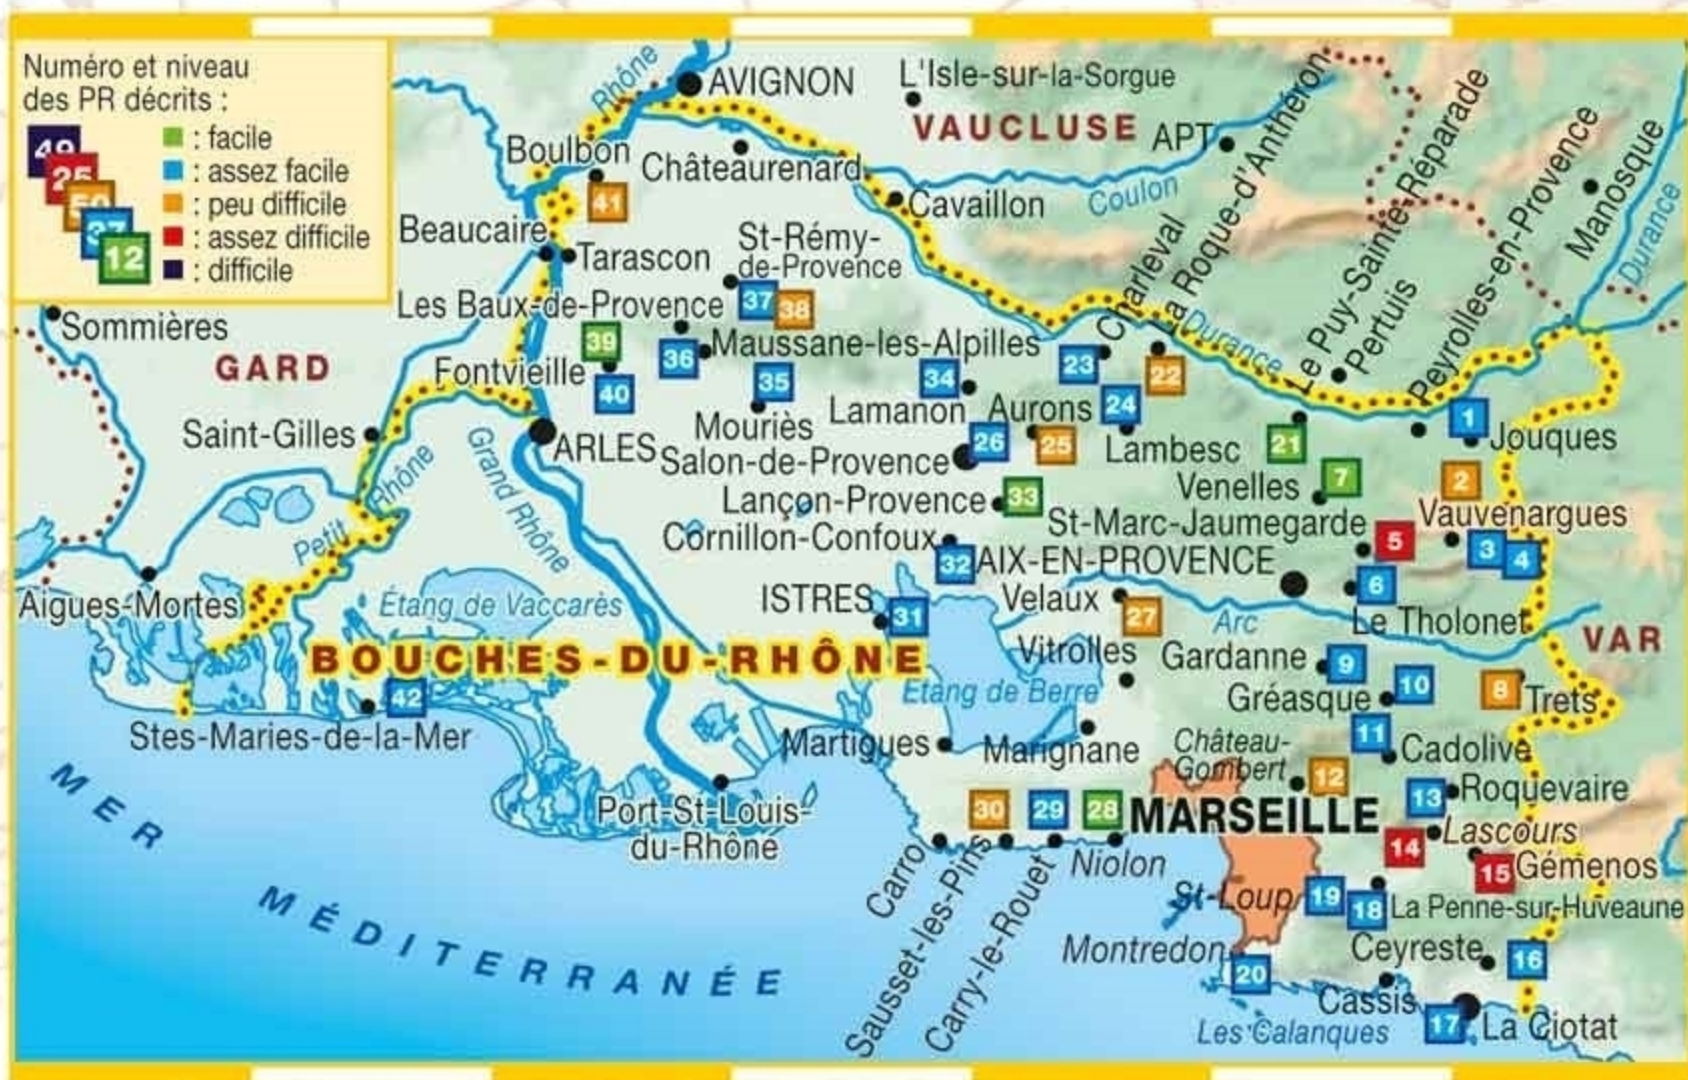 Numéro et niveau
des PR décrits :
49
25
50
37
12
: facile
: assez facile
: peu difficile
: assez difficile
: difficile
Rhône
AVIGNON
L'Isle-sur-la-Sorgue
VAUCLUSE
APT
Boulbon
Châteaurenard
41
Cavaillon
Coulon
La Roque-d'Anthéron
Le Puy-Sainte-Réparade
Peyrolles-en-Provence
Manosque
Durance
Beaucaire
Tarascon
St-Rémy-
de-Provence
Charleval
Pertuis
Les Baux-de-Provence
37
38
Sommières
GARD
39
36
Maussane-les-Alpilles
Durance
Fontvieille
40
35
34
23
22
24
Saint-Gilles
ARLES
Mouriès
Lamanon
Aurons
1
Jouques
Salon-de-Provence
26
25
Lambesc
21
Grand Rhône
Petit Rhône
Lançon-Provence
33
Venelles
7
2
Vauvenargues
Cornillon-Confoux
St-Marc-Jaumegarde
5
3
4
32
AIX-EN-PROVENCE
6
Aigues-Mortes
Étang de Vaccarès
ISTRES
31
Velaux
27
Arc
Le Tholonet
VAR
BOUCHES-DU-RHÔNE
Vitrolles
Gardanne
9
Etang de Berre
Gréasque
10
8
Trets
42
Stes-Maries-de-la-Mer
Martigues
Marignane
Château-
Gombert
11
Cadolive
12
13
Roquevaire
Port-St-Louis-
du-Rhône
30
29
28
MARSEILLE
Lascours
14
15
Gémenos
Carro
Sausset-les-Pins
Carry-le-Rouet
Niolon
St-Loup
19
18
La Penne-sur-Huveaune
Montredon
20
Ceyreste
16
Cassis
Les Calanques
17
La Ciotat
MER
MÉDITERRANÉE